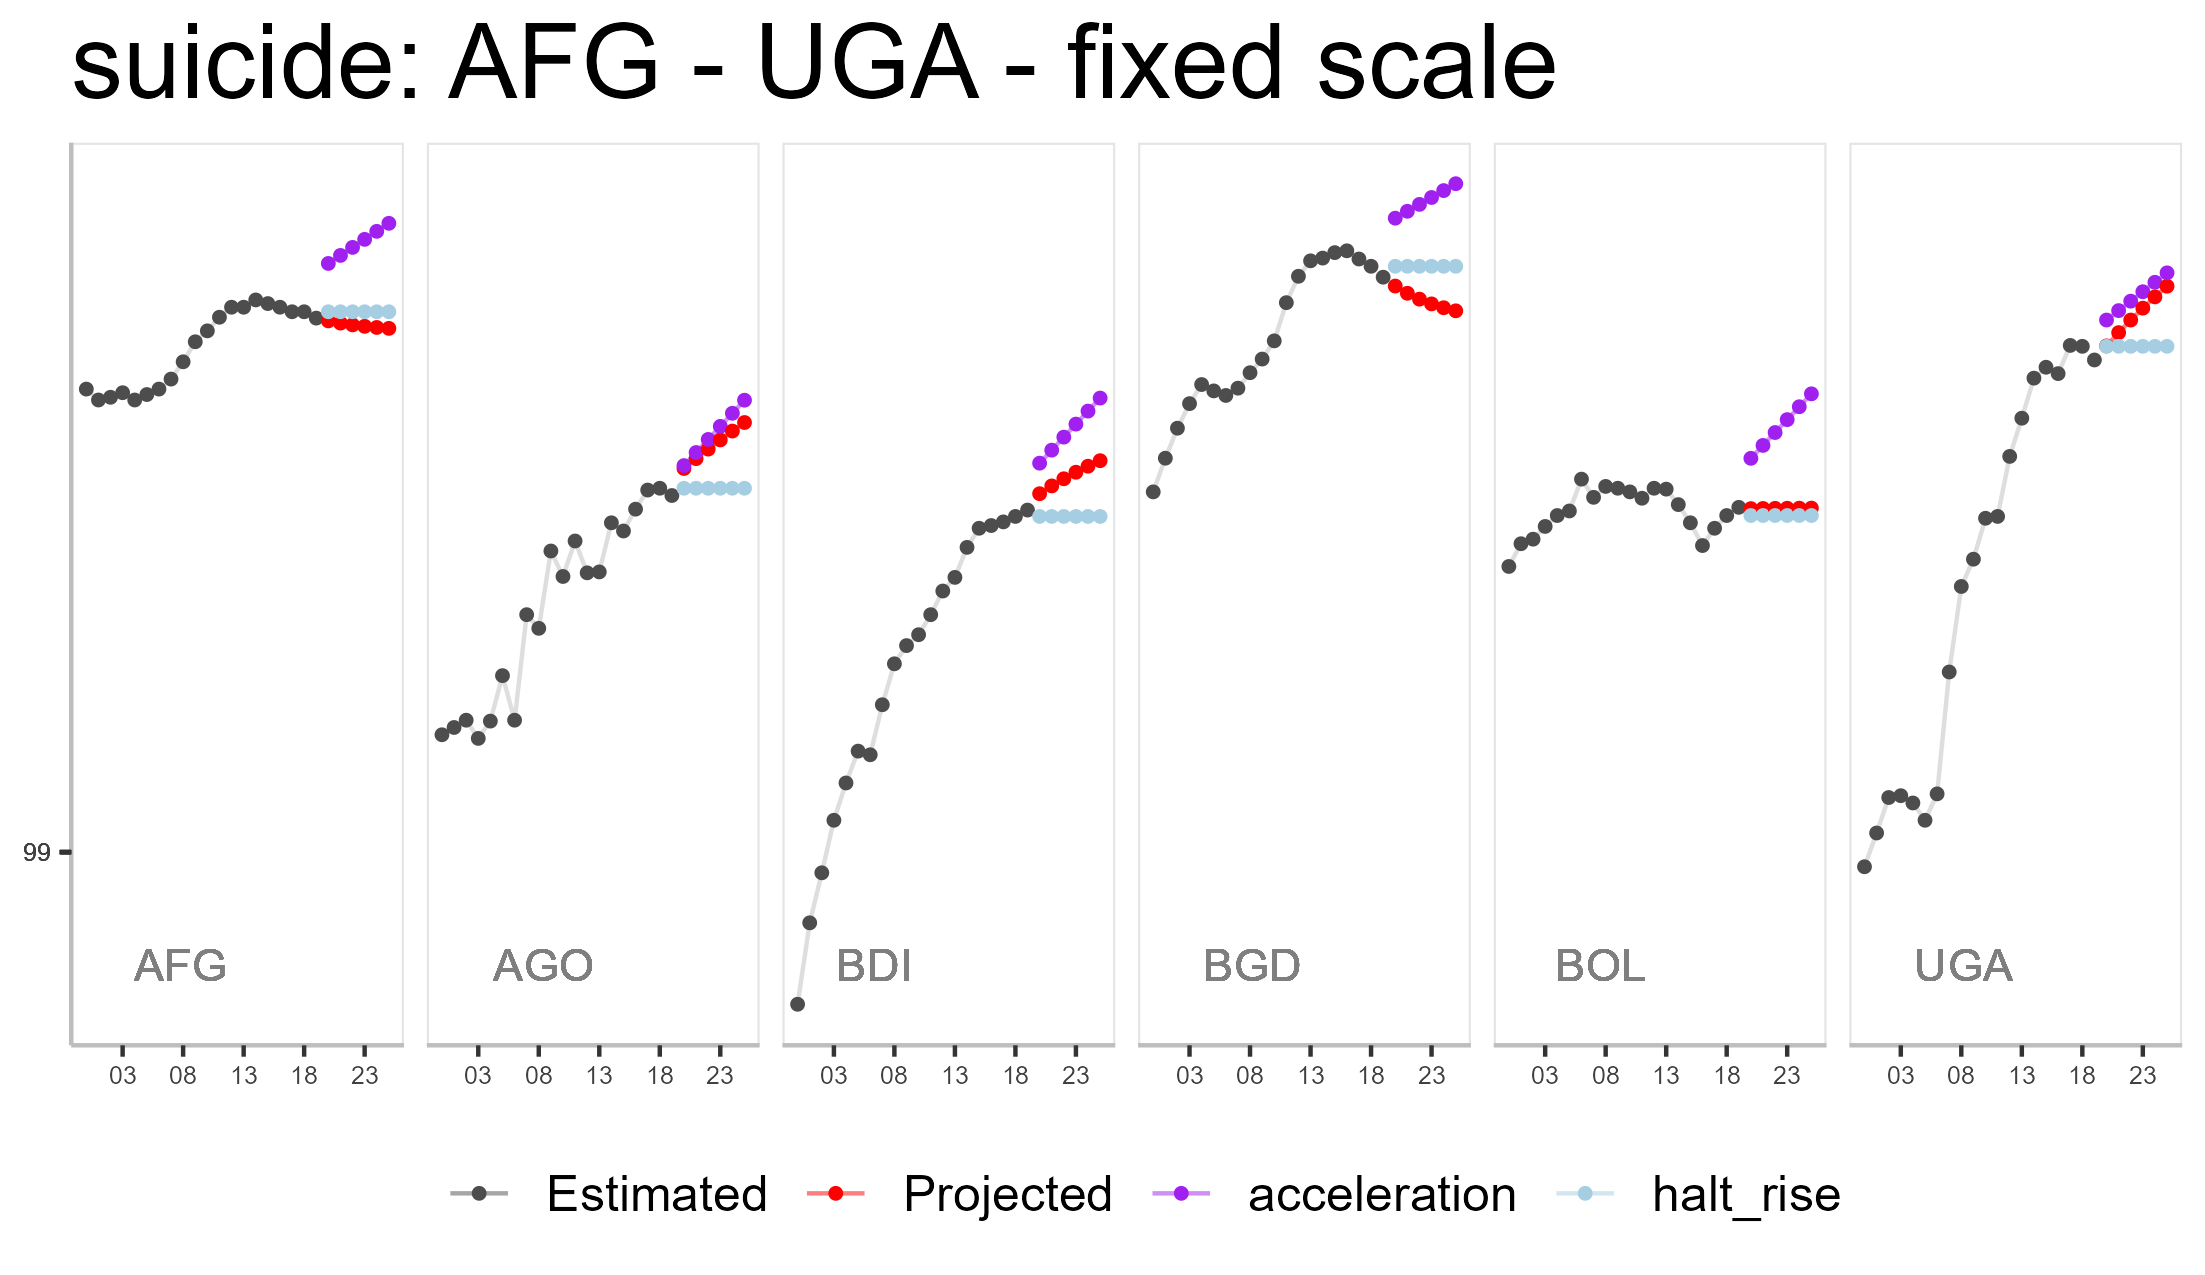 suicide: AFG - UGA - fixed scale
99
AFG AGO BDI BGD BOL UGA
03 08 13 18 23 03 08 13 18 23 03 08 13 18 23 03 08 13 18 23 03 08 13 18 23 03 08 13 18 23
Estimated Projected acceleration halt_rise